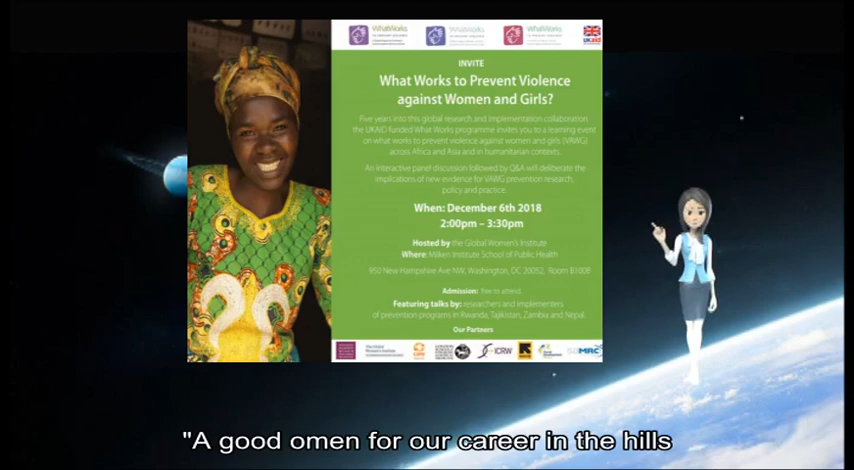 WhatWorks
WhatWorks
WhatWorks
UKaid
INVITE
What Works to Prevent Violence
against Women and Girls?
Five years into this global research and implementation collaboration
the UKAID funded What Works programme invites you to a learning event
on what works to prevent violence against women and girls (VAWG)
across Africa and Asia and in humanitarian contexts.
An interactive panel discussion followed by Q&A will deliberate the
implications of new evidence for VAWG prevention research,
policy and practice.
When: December 6th 2018
2:00pm – 3:30pm
Hosted by the Global Women's Institute
Where: Milken Institute School of Public Health
950 New Hampshire Ave NW, Washington, DC 20052, Room B100B
Admission: free to attend.
Featuring talks by: researchers and implementers
of prevention programs in Rwanda, Tajikistan, Zambia and Nepal.
Our Partners
ICRW
MRC
"A good omen for our career in the hills